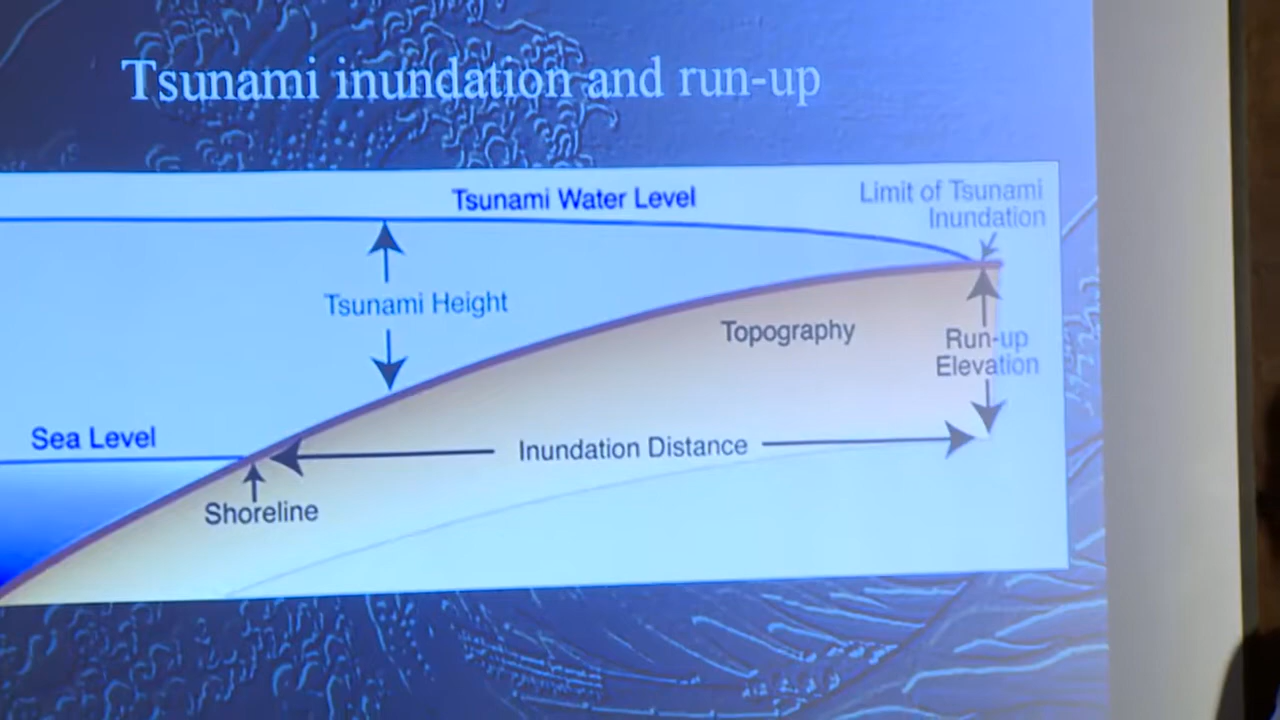 Tsunami inundation and run-up
Tsunami Water Level
Limit of Tsunami
Inundation
Tsunami Height
Topography
Run-up
Elevation
Sea Level
Inundation Distance
Shoreline